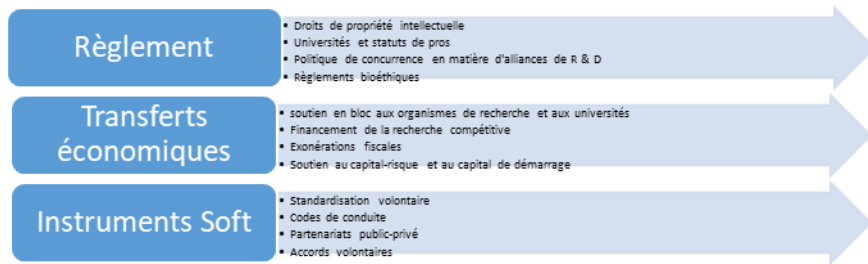 Règlement
▪ Droits de propriété intellectuelle
▪ Universités et statuts de pros
▪ Politique de concurrence en matière d'alliances de R & D
▪ Règlements bioéthiques
Transferts
économiques
▪ soutien en bloc aux organismes de recherche et aux universités
▪ Financement de la recherche compétitive
▪ Exonérations fiscales
▪ Soutien au capital-risque et au capital de démarrage
Instruments Soft
▪ Standardisation volontaire
▪ Codes de conduite
▪ Partenariats public-privé
▪ Accords volontaires